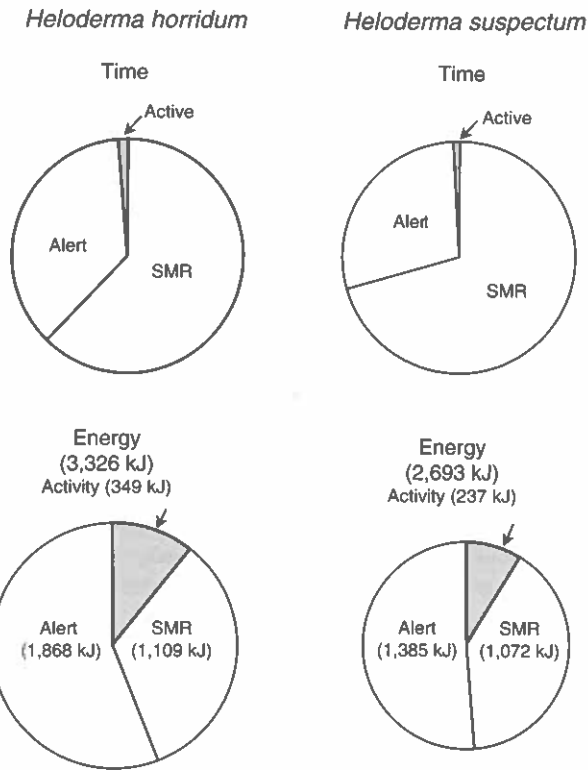 Heloderma horridum
Time
Active
Alert
SMR
Energy
(3,326 kJ)
Activity (349 kJ)
Alert
(1,868 kJ)
SMR
(1,109 kJ)
Heloderma suspectum
Time
Active
Alert
SMR
Energy
(2,693 kJ)
Activity (237 kJ)
Alert
(1,385 kJ)
SMR
(1,072 kJ)